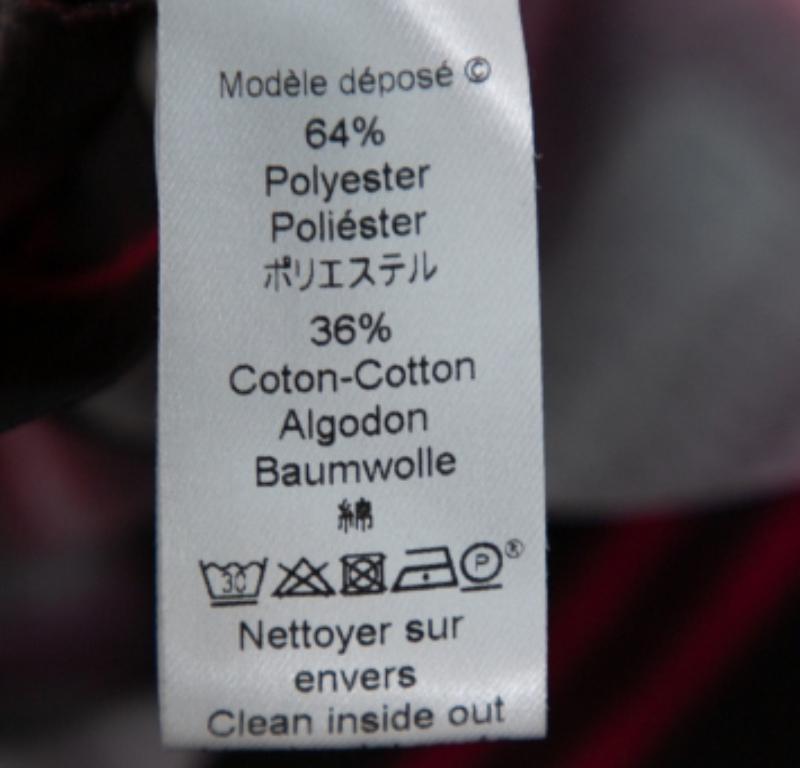 Modèle déposé ©
64%
Polyester
Poliéster
ポリエステル
36%
Coton-Cotton
Algodon
Baumwolle
綿
30 P ®
Nettoyer sur
envers
Clean inside out